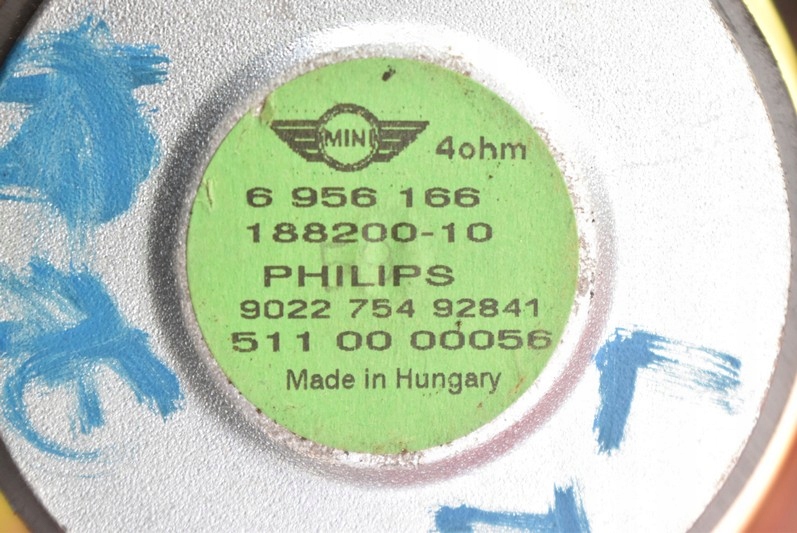 MINI
4ohm
6 956 166
188200-10
PHILIPS
9022 754 92841
511 00 00056
Made in Hungary